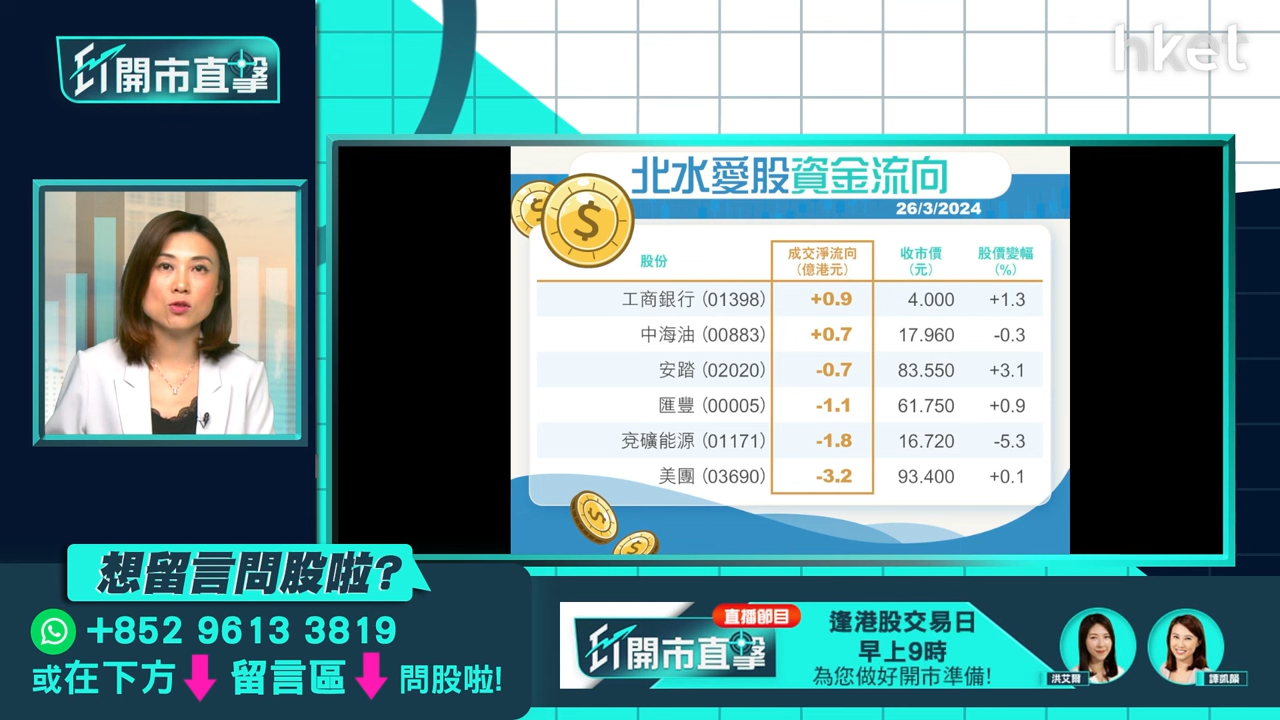 開市直擊
hket
北水愛股資金流向
26/3/2024
股份 成交淨流向(億港元) 收市價(元) 股價變幅(%)
工商銀行 (01398) +0.9 4.000 +1.3
中海油 (00883) +0.7 17.960 -0.3
安踏 (02020) -0.7 83.550 +3.1
匯豐 (00005) -1.1 61.750 +0.9
兗礦能源 (01171) -1.8 16.720 -5.3
美團 (03690) -3.2 93.400 +0.1
想留言問股啦?
+852 9613 3819
或在下方 留言區 問股啦!
直播節目
開市直擊
逢港股交易日
早上9時
為您做好開市準備!
洪艾爾
譚凱韻